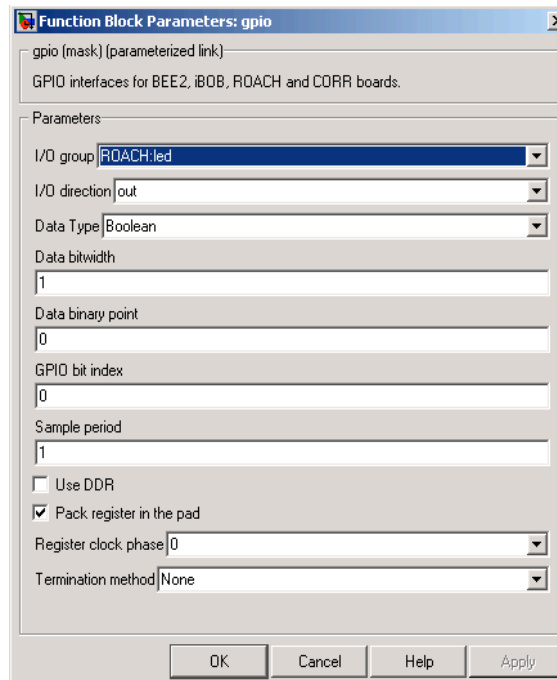 Function Block Parameters: gpio
gpio (mask) (parameterized link)
GPIO interfaces for BEE2, iBOB, ROACH and CORR boards.
Parameters
I/O group ROACH:led
I/O direction out
Data Type Boolean
Data bitwidth
1
Data binary point
0
GPIO bit index
0
Sample period
1
Use DDR
Pack register in the pad
Register clock phase 0
Termination method None
OK Cancel Help Apply